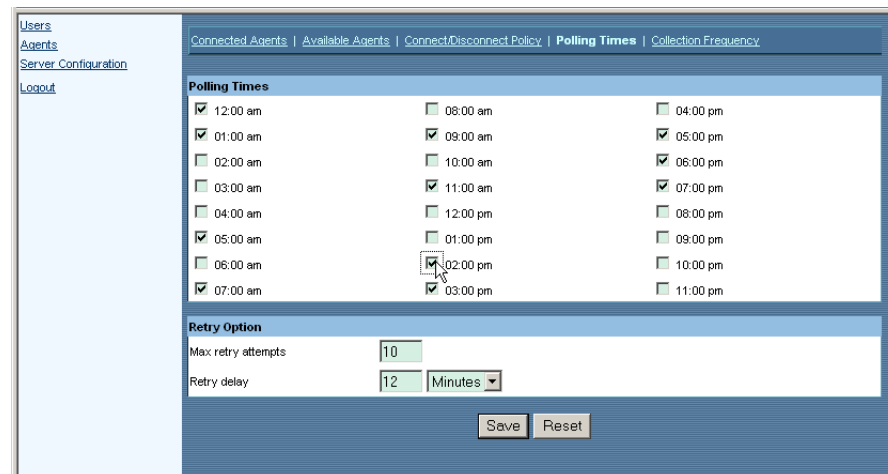 Users
Agents
Server Configuration
Logout
Connected Agents | Available Agents | Connect/Disconnect Policy | Polling Times | Collection Frequency
Polling Times
12:00 am 08:00 am 04:00 pm
01:00 am 09:00 am 05:00 pm
02:00 am 10:00 am 06:00 pm
03:00 am 11:00 am 07:00 pm
04:00 am 12:00 pm 08:00 pm
05:00 am 01:00 pm 09:00 pm
06:00 am 02:00 pm 10:00 pm
07:00 am 03:00 pm 11:00 pm
Retry Option
Max retry attempts 10
Retry delay 12 Minutes
Save Reset